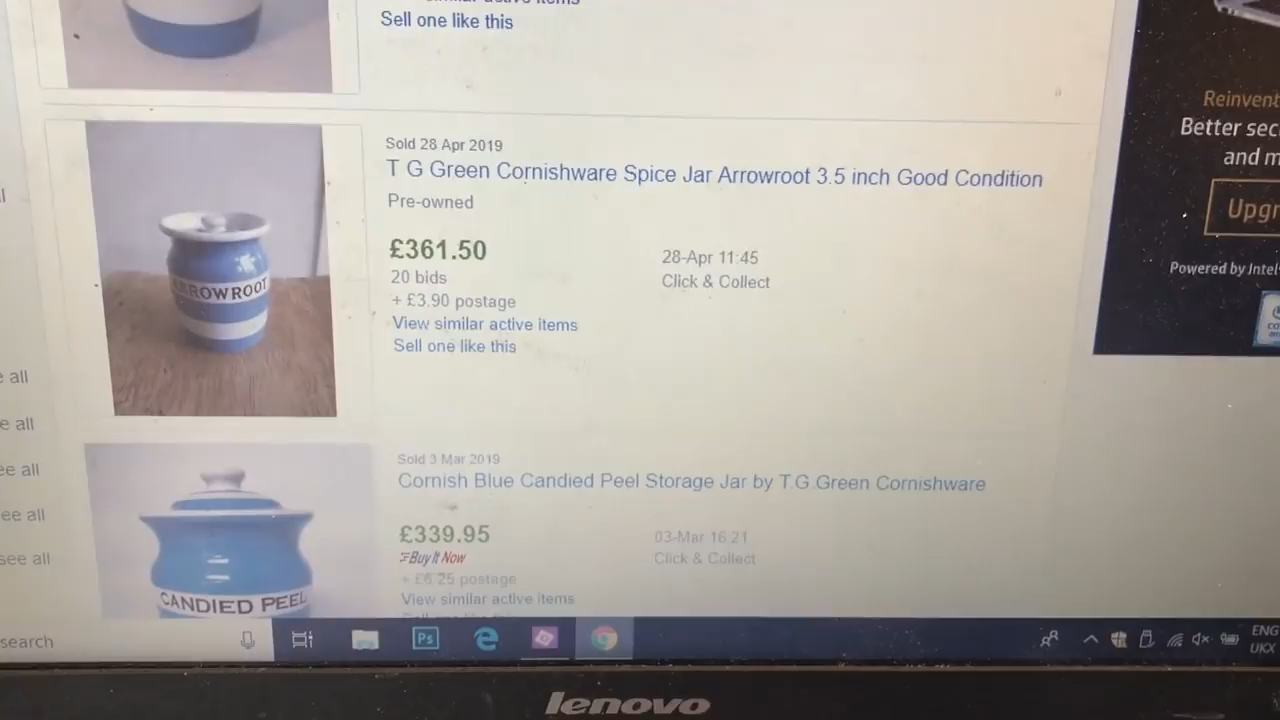 Sell one like this
Sold 28 Apr 2019
T G Green Cornishware Spice Jar Arrowroot 3.5 inch Good Condition
Pre-owned
£361.50
20 bids
+ £3.90 postage
View similar active items
Sell one like this
28-Apr 11:45
Click & Collect
ARROWROOT
Sold 3 Mar 2019
Cornish Blue Candied Peel Storage Jar by T.G.Green Cornishware
£339.95
Buy It Now
+ £6.25 postage
View similar active items
03-Mar 16:21
Click & Collect
CANDIED PEEL
all
e all
ee all
ee all
see all
Reinvent
Better sec
and m
Upgr
Powered by Intel
search
Ps
ENG
UKX
lenovo